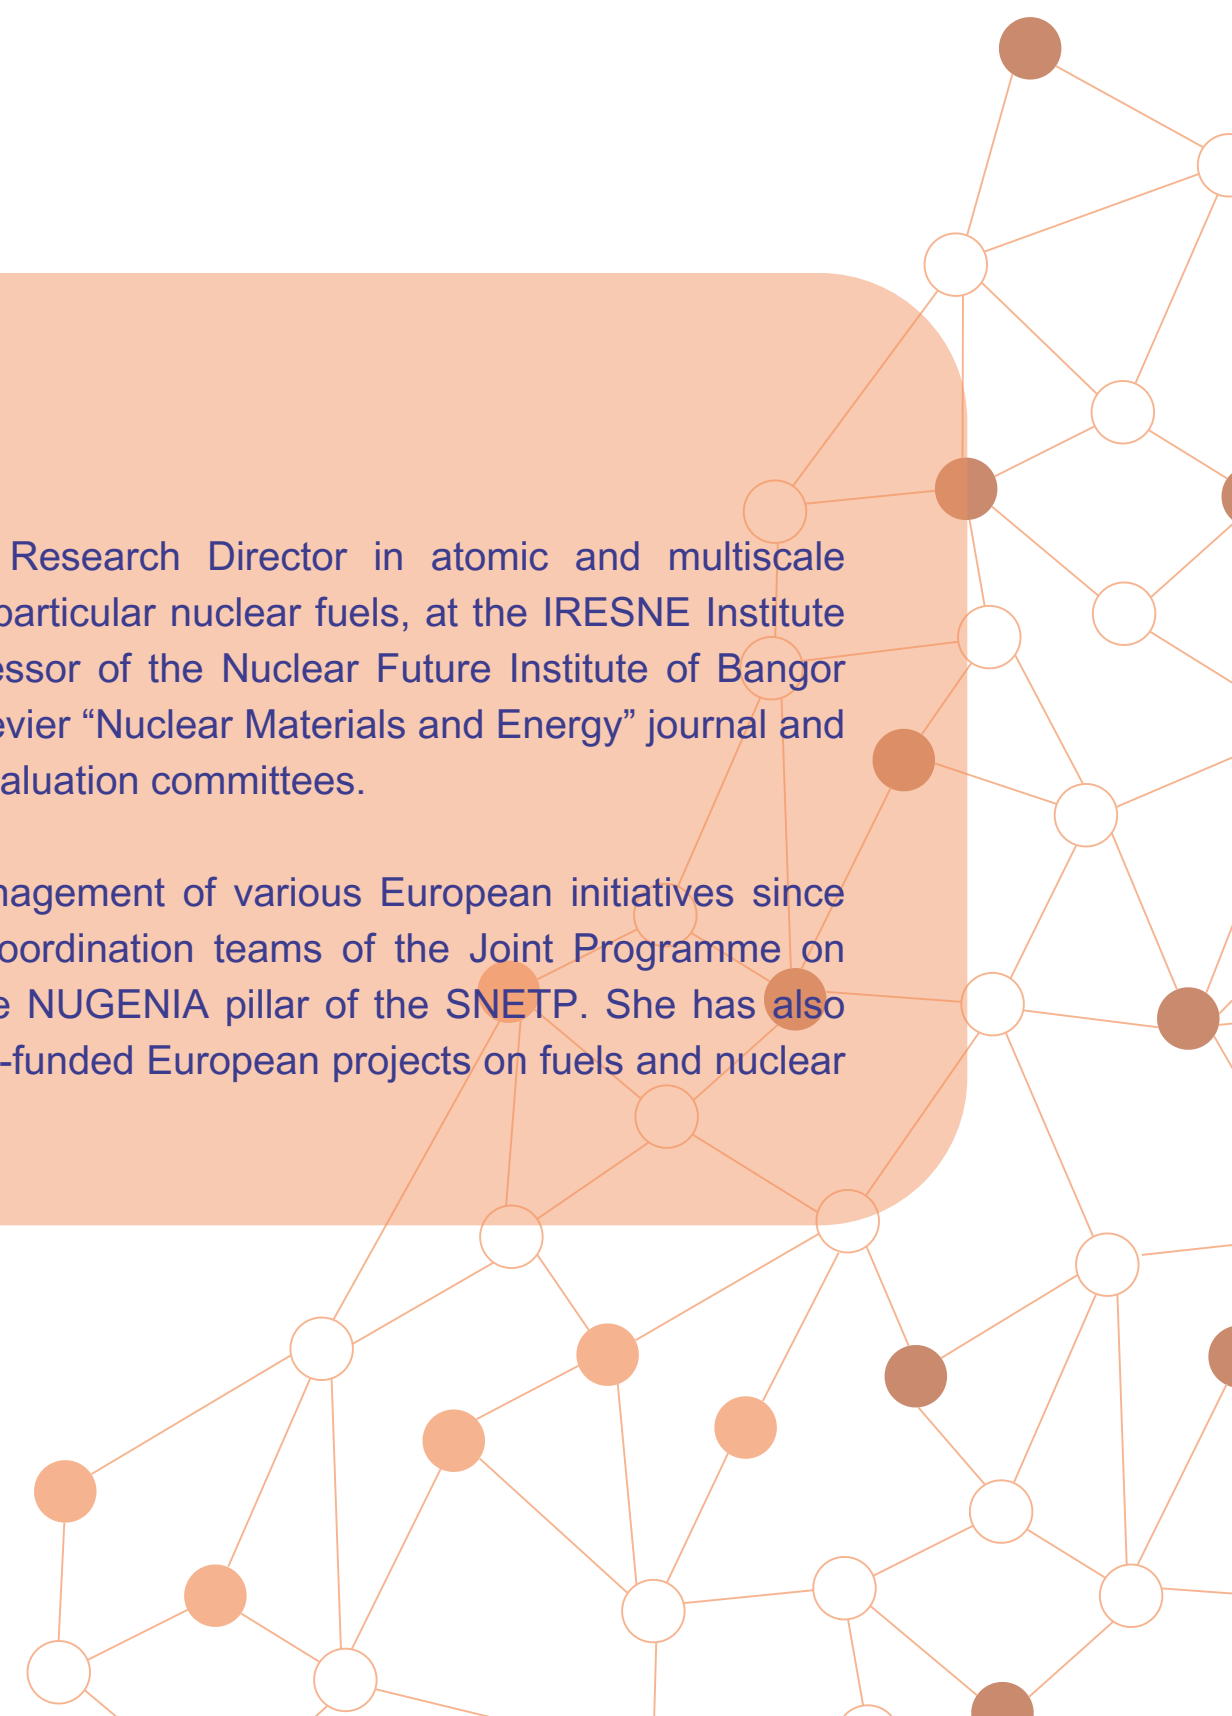 Research Director in atomic and multiscale
particular nuclear fuels, at the IRESNE Institute
essor of the Nuclear Future Institute of Bangor
evier “Nuclear Materials and Energy” journal and
aluation committees.
nagement of various European initiatives since
oordination teams of the Joint Programme on
e NUGENIA pillar of the SNETP. She has also
-funded European projects on fuels and nuclear